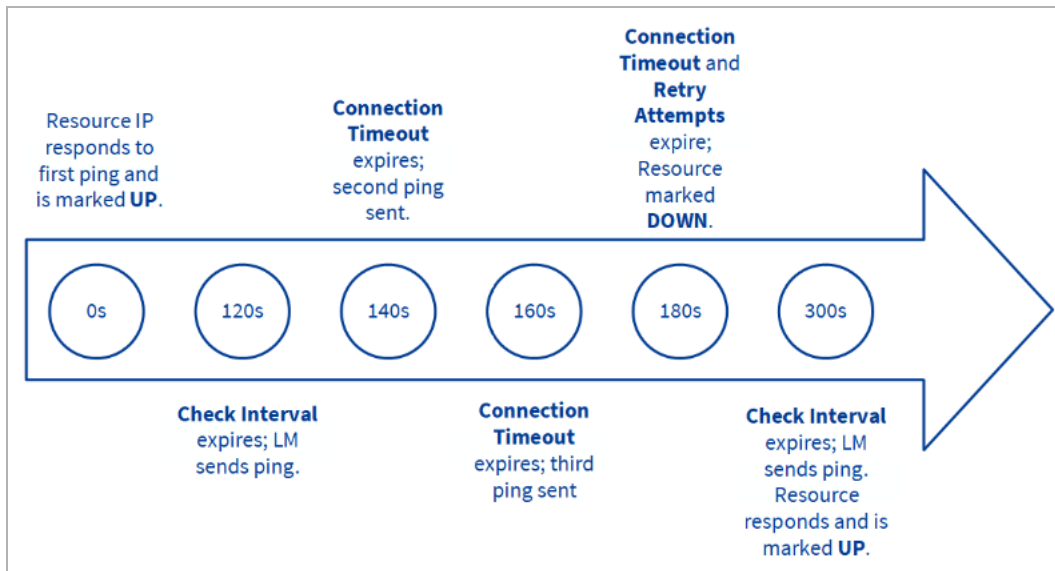 Resource IP
responds to
first ping and
is marked UP.
Connection
Timeout
expires;
second ping
sent.
Connection
Timeout and
Retry
Attempts
expire;
Resource
marked
DOWN.
0s
120s
140s
160s
180s
300s
Check Interval
expires; LM
sends ping.
Connection
Timeout
expires; third
ping sent
Check Interval
expires; LM
sends ping.
Resource
responds and is
marked UP.